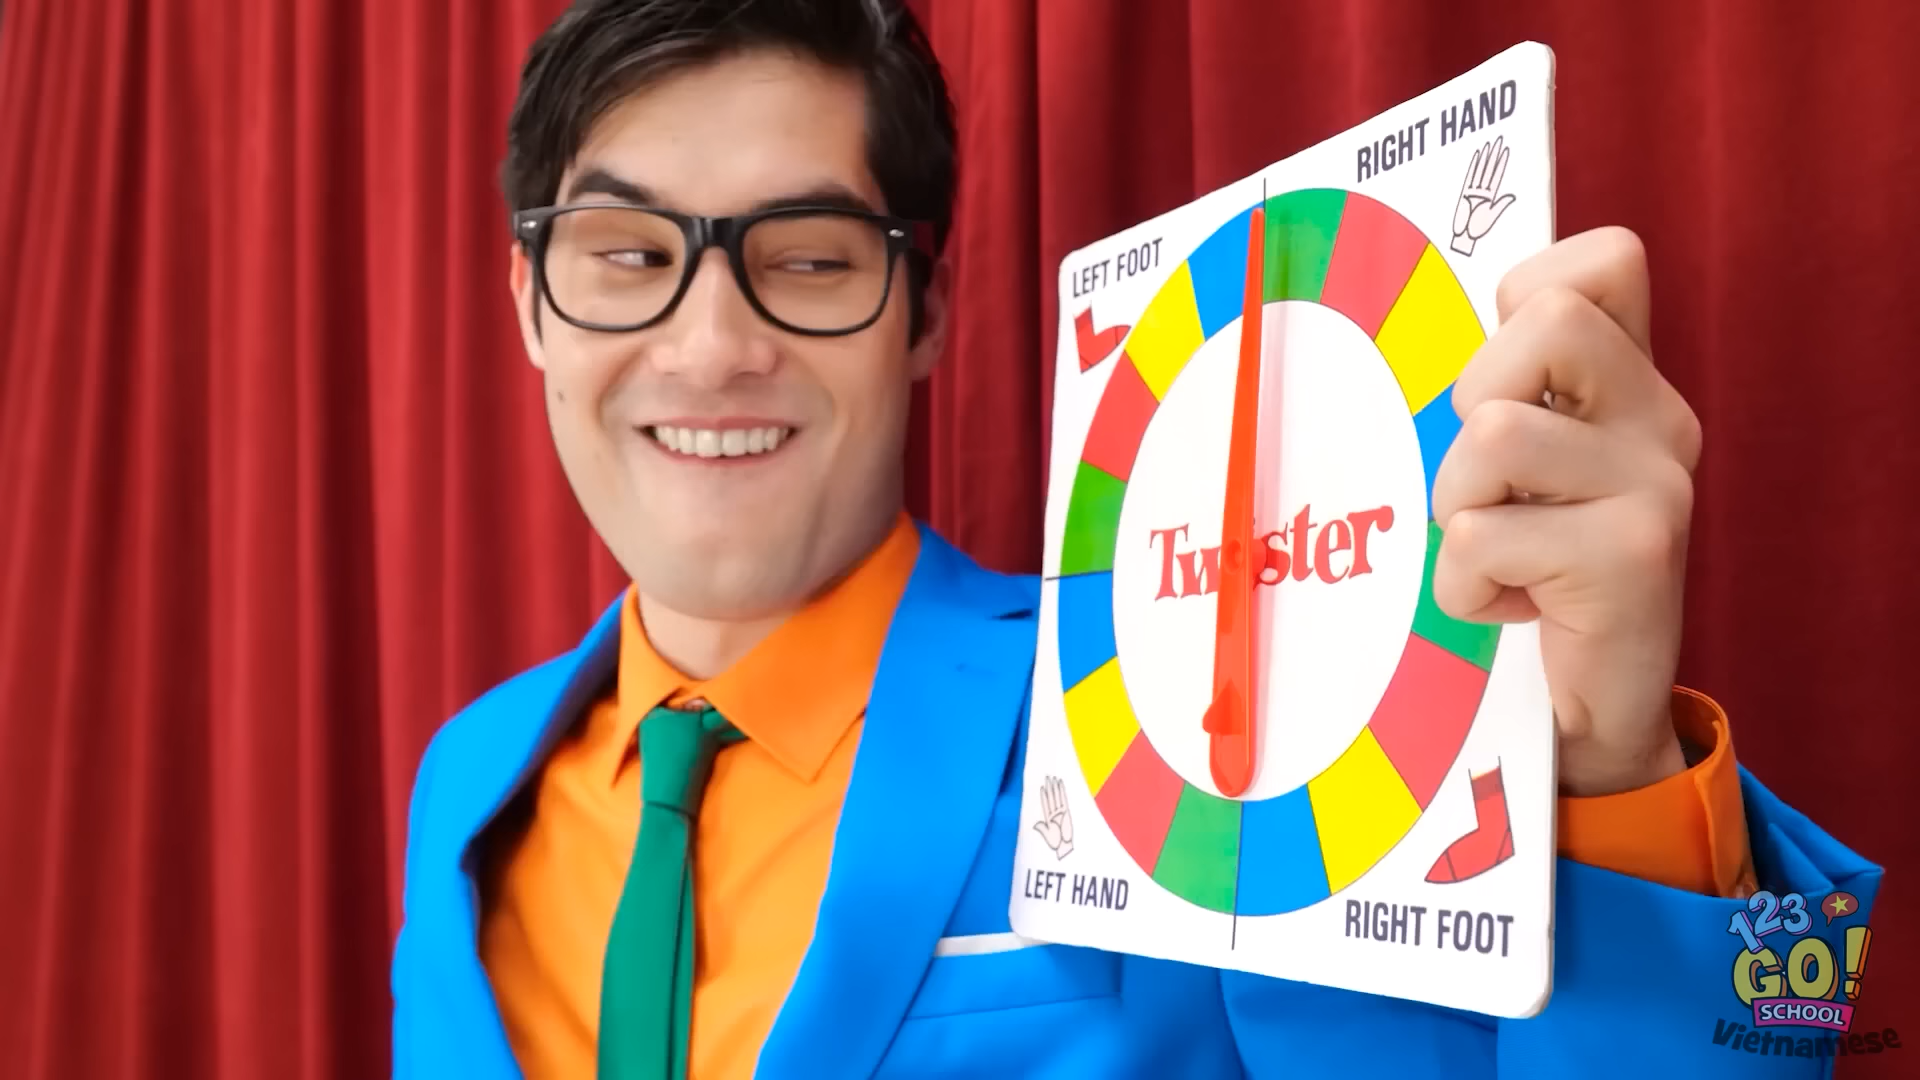 RIGHT HAND
LEFT FOOT
Twister
LEFT HAND
RIGHT FOOT
123
GO!
SCHOOL
Vietnamese